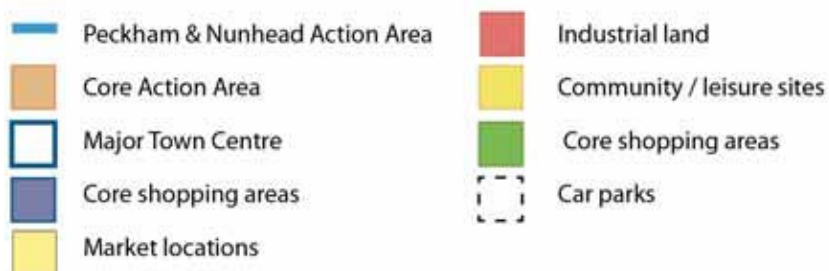 Peckham & Nunhead Action Area
Core Action Area
Major Town Centre
Core shopping areas
Market locations
Industrial land
Community / leisure sites
Core shopping areas
Car parks